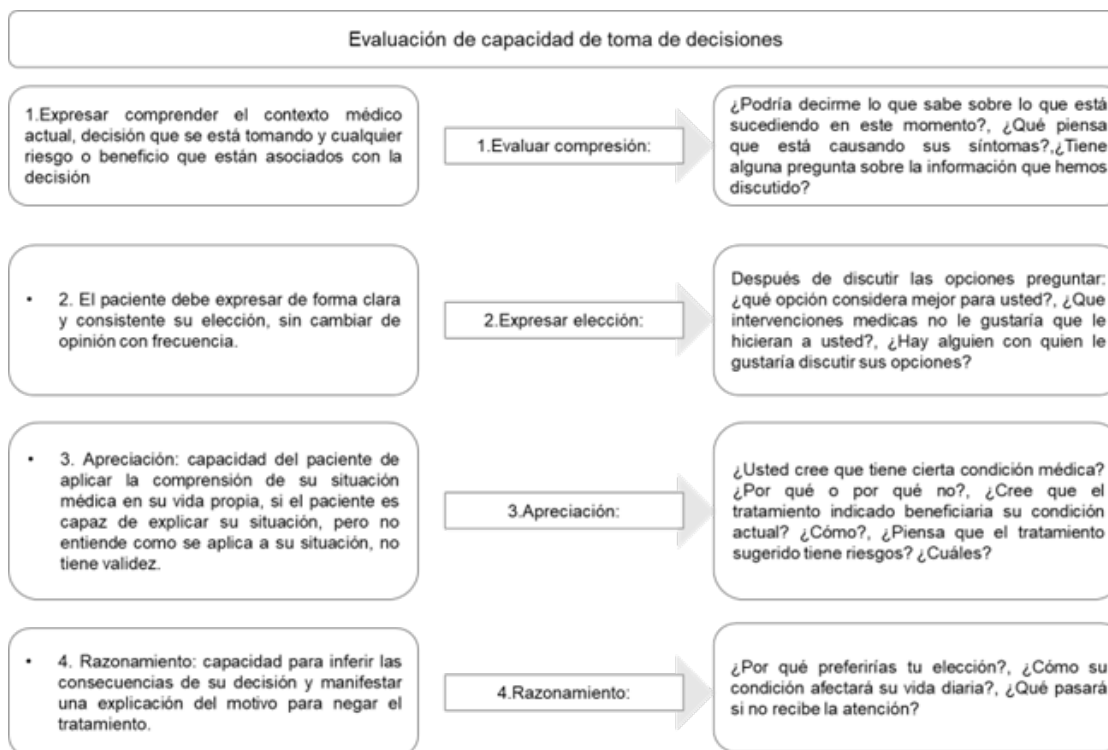 Evaluación de capacidad de toma de decisiones
1.Expresar comprender el contexto médico
actual, decisión que se está tomando y cualquier
riesgo o beneficio que están asociados con la
decisión
1.Evaluar compresión:
¿Podría decirme lo que sabe sobre lo que está
sucediendo en este momento?, ¿Qué piensa
que está causando sus síntomas?,¿Tiene
alguna pregunta sobre la información que hemos
discutido?
• 2. El paciente debe expresar de forma clara
y consistente su elección, sin cambiar de
opinión con frecuencia.
2.Expresar elección:
Después de discutir las opciones preguntar:
¿qué opción considera mejor para usted?, ¿Que
intervenciones medicas no le gustaría que le
hicieran a usted?, ¿Hay alguien con quien le
gustaría discutir sus opciones?
• 3. Apreciación: capacidad del paciente de
aplicar la comprensión de su situación
médica en su vida propia, si el paciente es
capaz de explicar su situación, pero no
entiende como se aplica a su situación, no
tiene validez.
3.Apreciación:
¿Usted cree que tiene cierta condición médica?
¿Por qué o por qué no?, ¿Cree que el
tratamiento indicado beneficiaria su condición
actual? ¿Cómo?, ¿Piensa que el tratamiento
sugerido tiene riesgos? ¿Cuáles?
• 4. Razonamiento: capacidad para inferir las
consecuencias de su decisión y manifestar
una explicación del motivo para negar el
tratamiento.
4.Razonamiento:
¿Por qué preferirías tu elección?, ¿Cómo su
condición afectará su vida diaria?, ¿Qué pasará
si no recibe la atención?